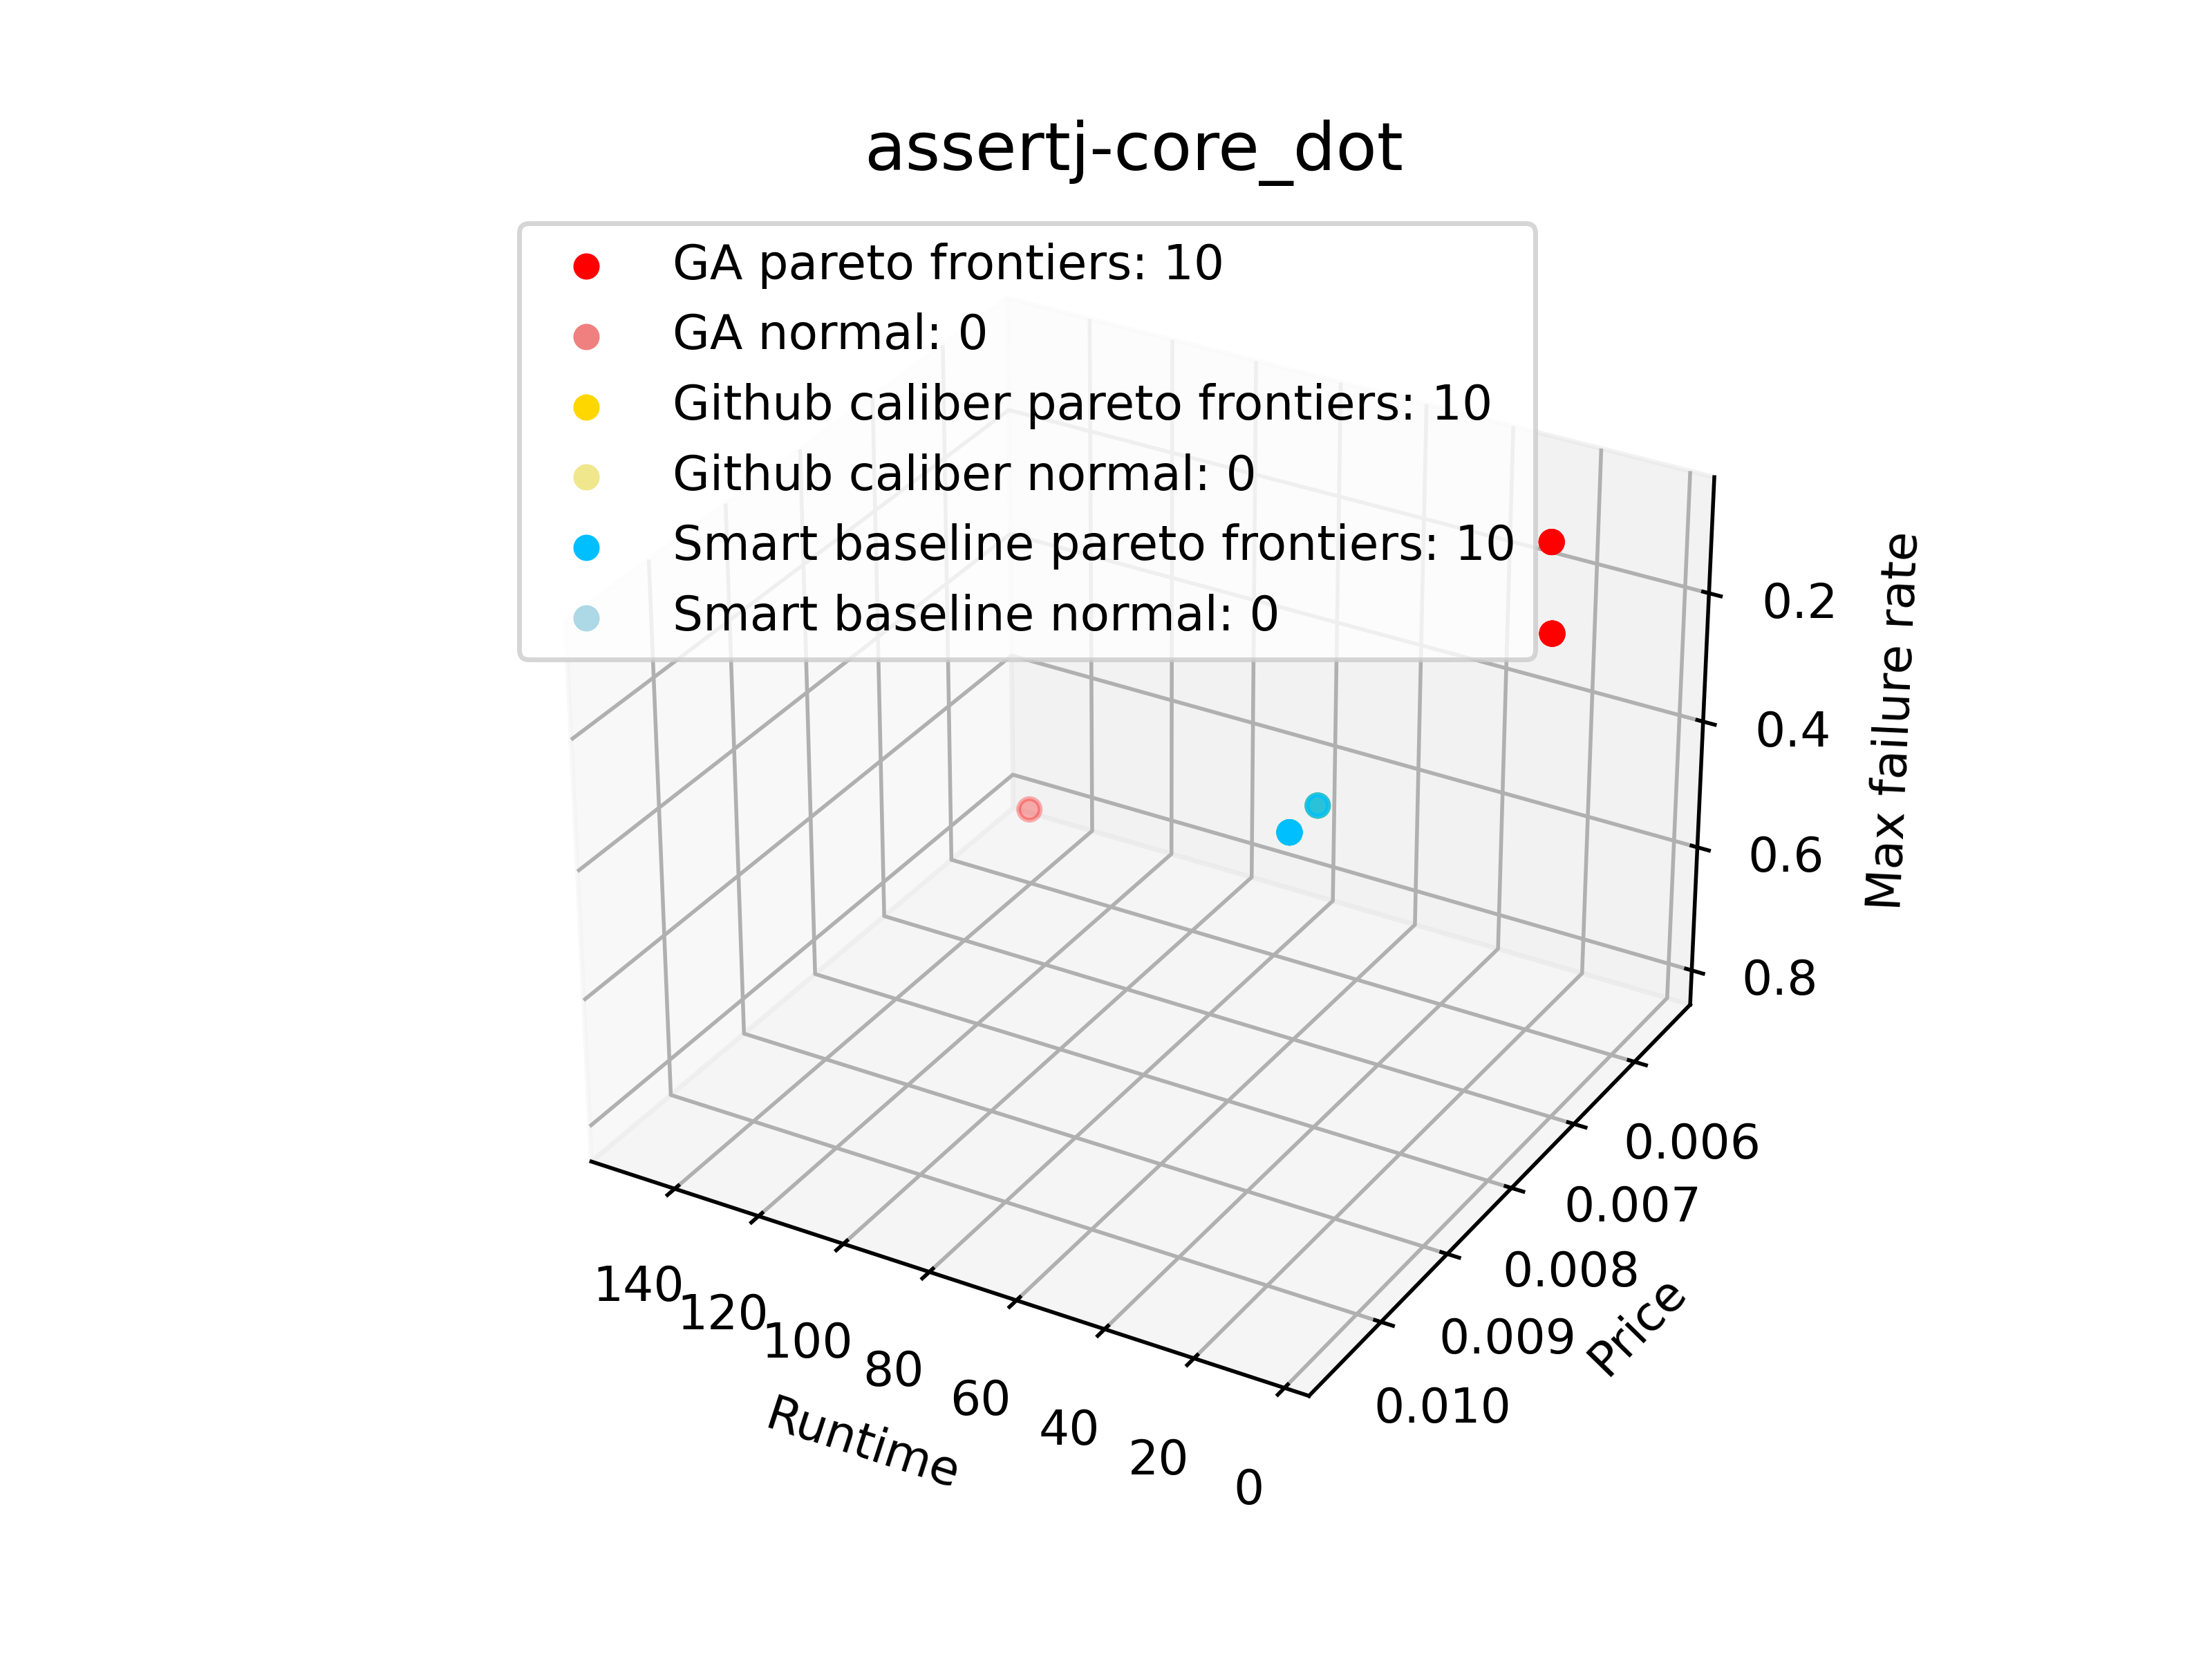 assertj-core_dot
GA pareto frontiers: 10
GA normal: 0
Github caliber pareto frontiers: 10
Github caliber normal: 0
Smart baseline pareto frontiers: 10
Smart baseline normal: 0
0.2
0.4
0.6
0.8
Max failure rate
0.006
0.007
0.008
0.009
0.010
Price
140
120
100
80
60
40
20
0
Runtime